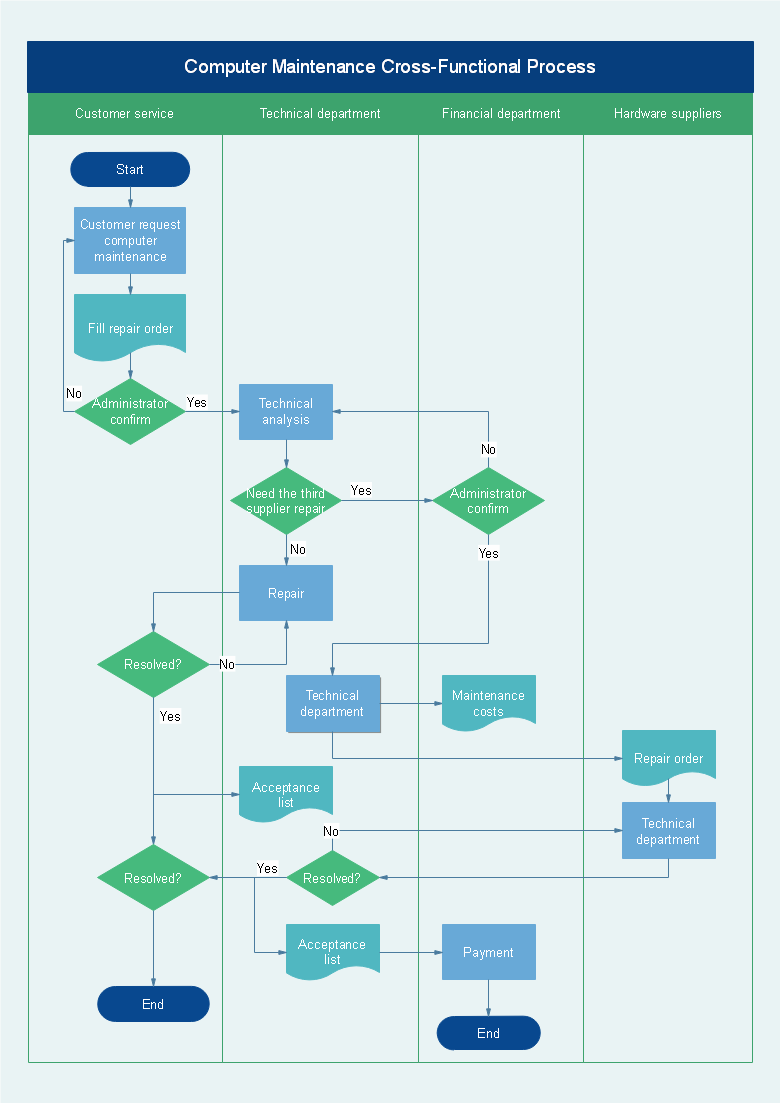 Computer Maintenance Cross-Functional Process
Customer service
Technical department
Financial department
Hardware suppliers
Start
Customer request
computer
maintenance
Fill repair order
No
Administrator
confirm
Yes
Technical
analysis
No
Need the third
supplier repair
Yes
Administrator
confirm
No
Yes
Repair
Resolved?
No
Yes
Technical
department
Maintenance
costs
Repair order
Acceptance
list
No
Technical
department
Resolved?
Yes
Resolved?
Acceptance
list
Payment
End
End